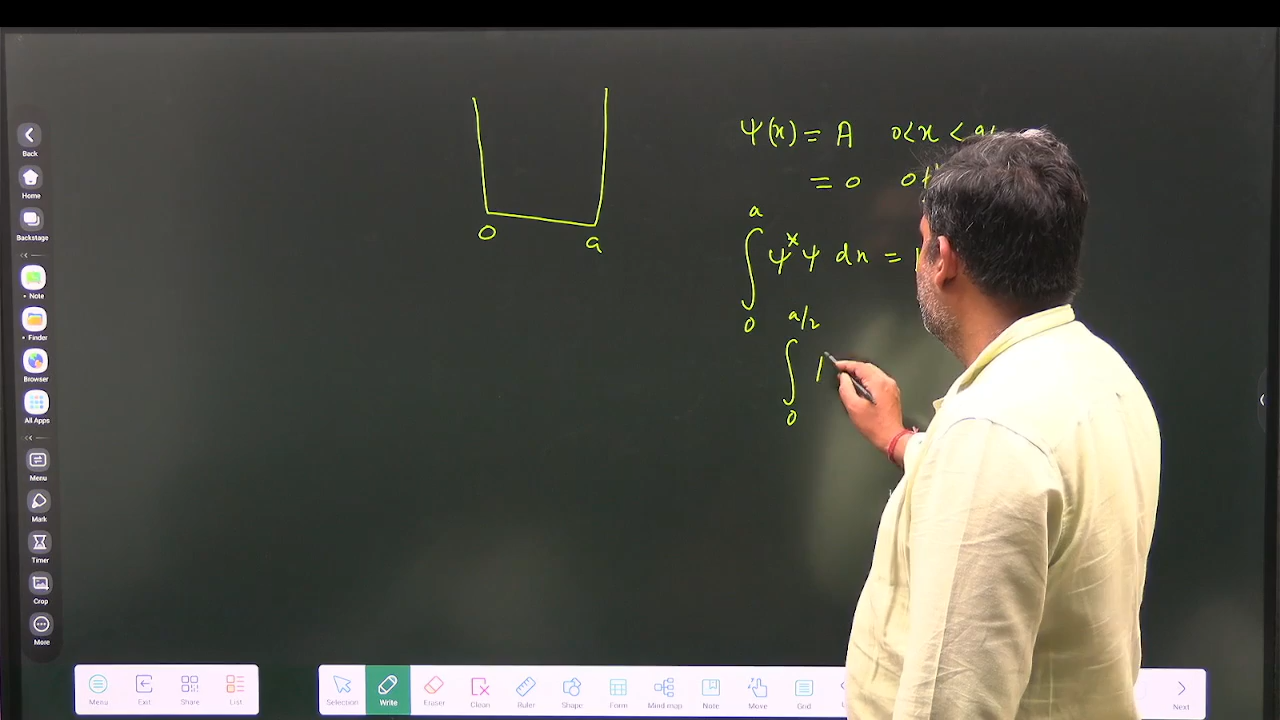 ψ(x) = A 0<x<
= 0
∫₀ᵃ ψ*ψ dx =
∫₀^{a/2}
0 a
Back
Home
Backstage
Note
Finder
Browser
All Apps
Menu
Mark
Timer
Crop
More
Menu Exit Share List
Selection Write Eraser Clean Ruler Shape Form Mind map Note Move Grid
Next